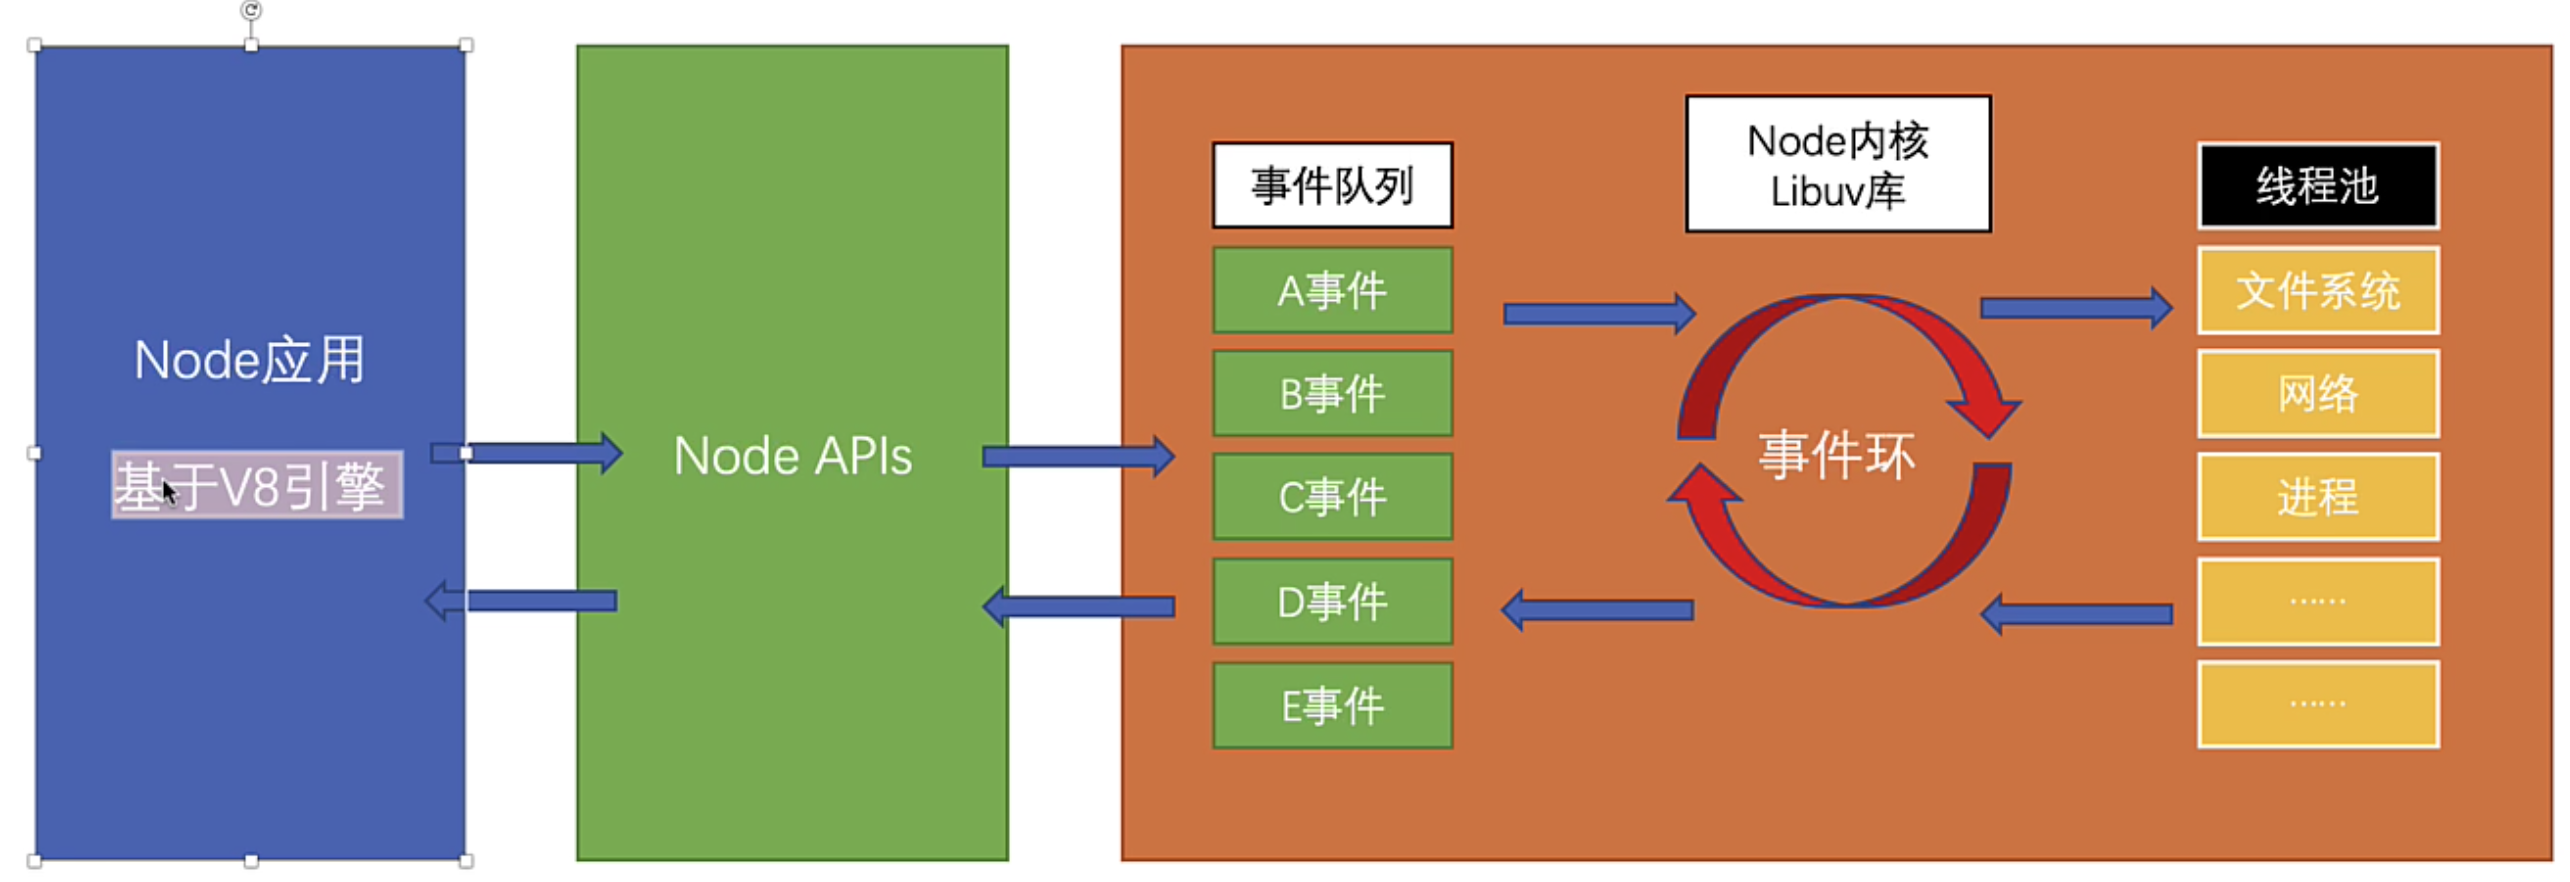 Node应用
基于V8引擎
Node APIs
事件队列
A事件
B事件
C事件
D事件
E事件
Node内核
Libuv库
事件环
线程池
文件系统
网络
进程
……
……